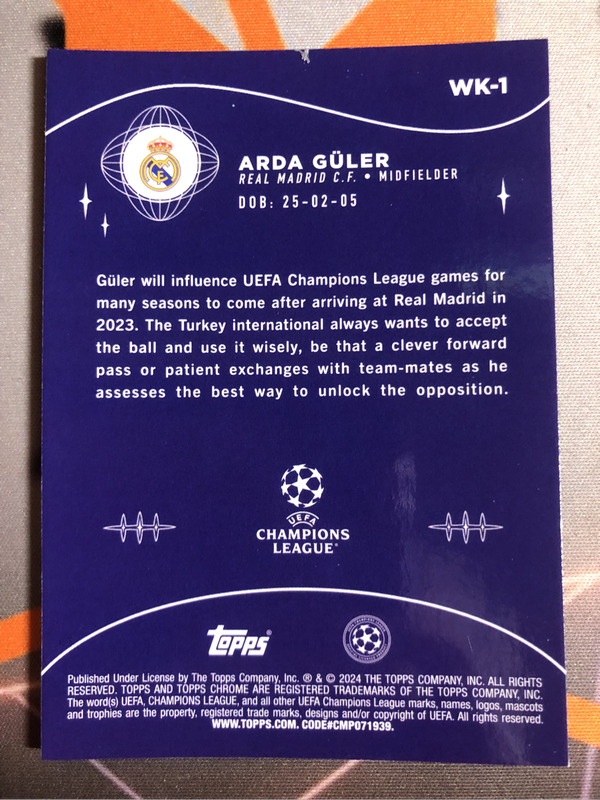 WK-1
ARDA GÜLER
REAL MADRID C.F. • MIDFIELDER
DOB: 25-02-05
Güler will influence UEFA Champions League games for
many seasons to come after arriving at Real Madrid in
2023. The Turkey international always wants to accept
the ball and use it wisely, be that a clever forward
pass or patient exchanges with team-mates as he
assesses the best way to unlock the opposition.
UEFA
CHAMPIONS
LEAGUE®
topps®
Published Under License by The Topps Company, Inc. ® & © 2024 THE TOPPS COMPANY, INC. ALL RIGHTS
RESERVED. TOPPS AND TOPPS CHROME ARE REGISTERED TRADEMARKS OF THE TOPPS COMPANY, INC.
The word(s) UEFA, CHAMPIONS LEAGUE, and all other UEFA Champions League marks, names, logos, mascots
and trophies are the property, registered trade marks, designs and/or copyright of UEFA. All rights reserved.
WWW.TOPPS.COM. CODE#CMP071939.